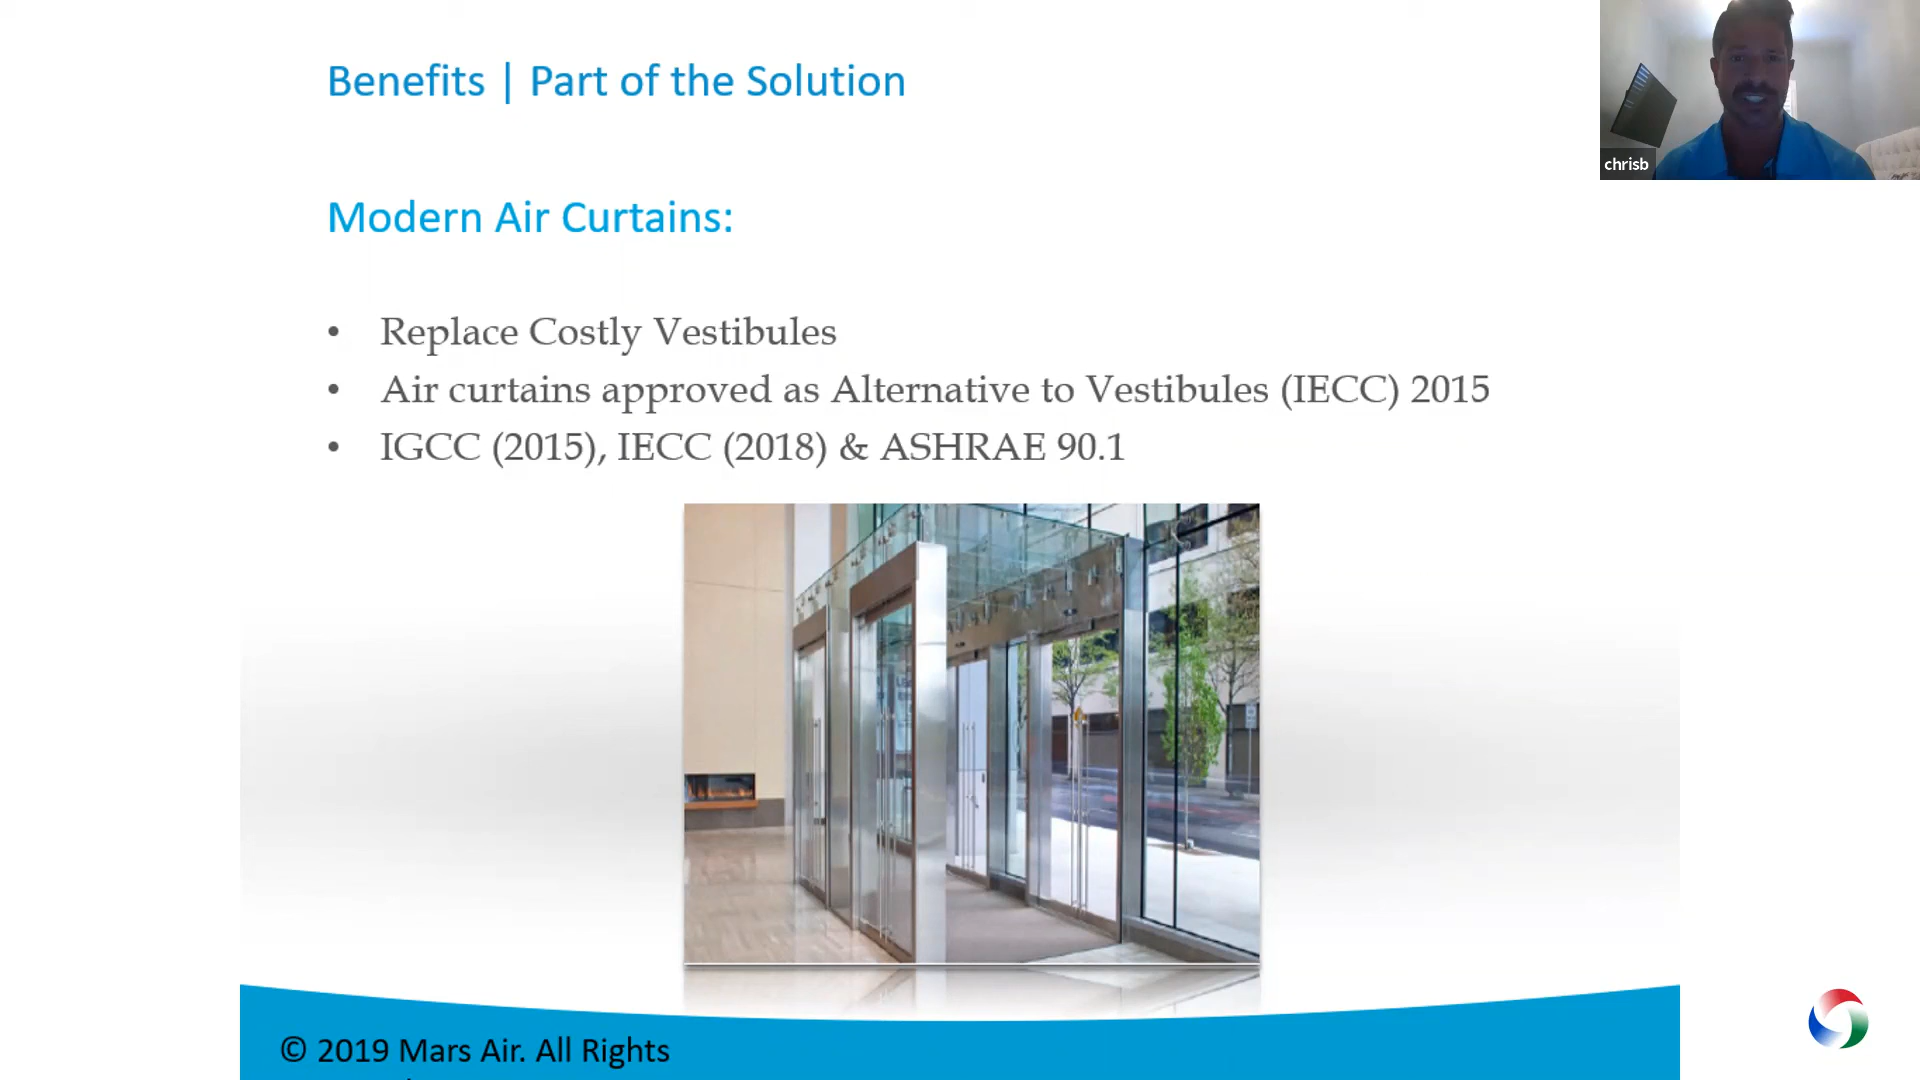 Benefits | Part of the Solution
chrisb
Modern Air Curtains:
• Replace Costly Vestibules
• Air curtains approved as Alternative to Vestibules (IECC) 2015
• IGCC (2015), IECC (2018) & ASHRAE 90.1
© 2019 Mars Air. All Rights